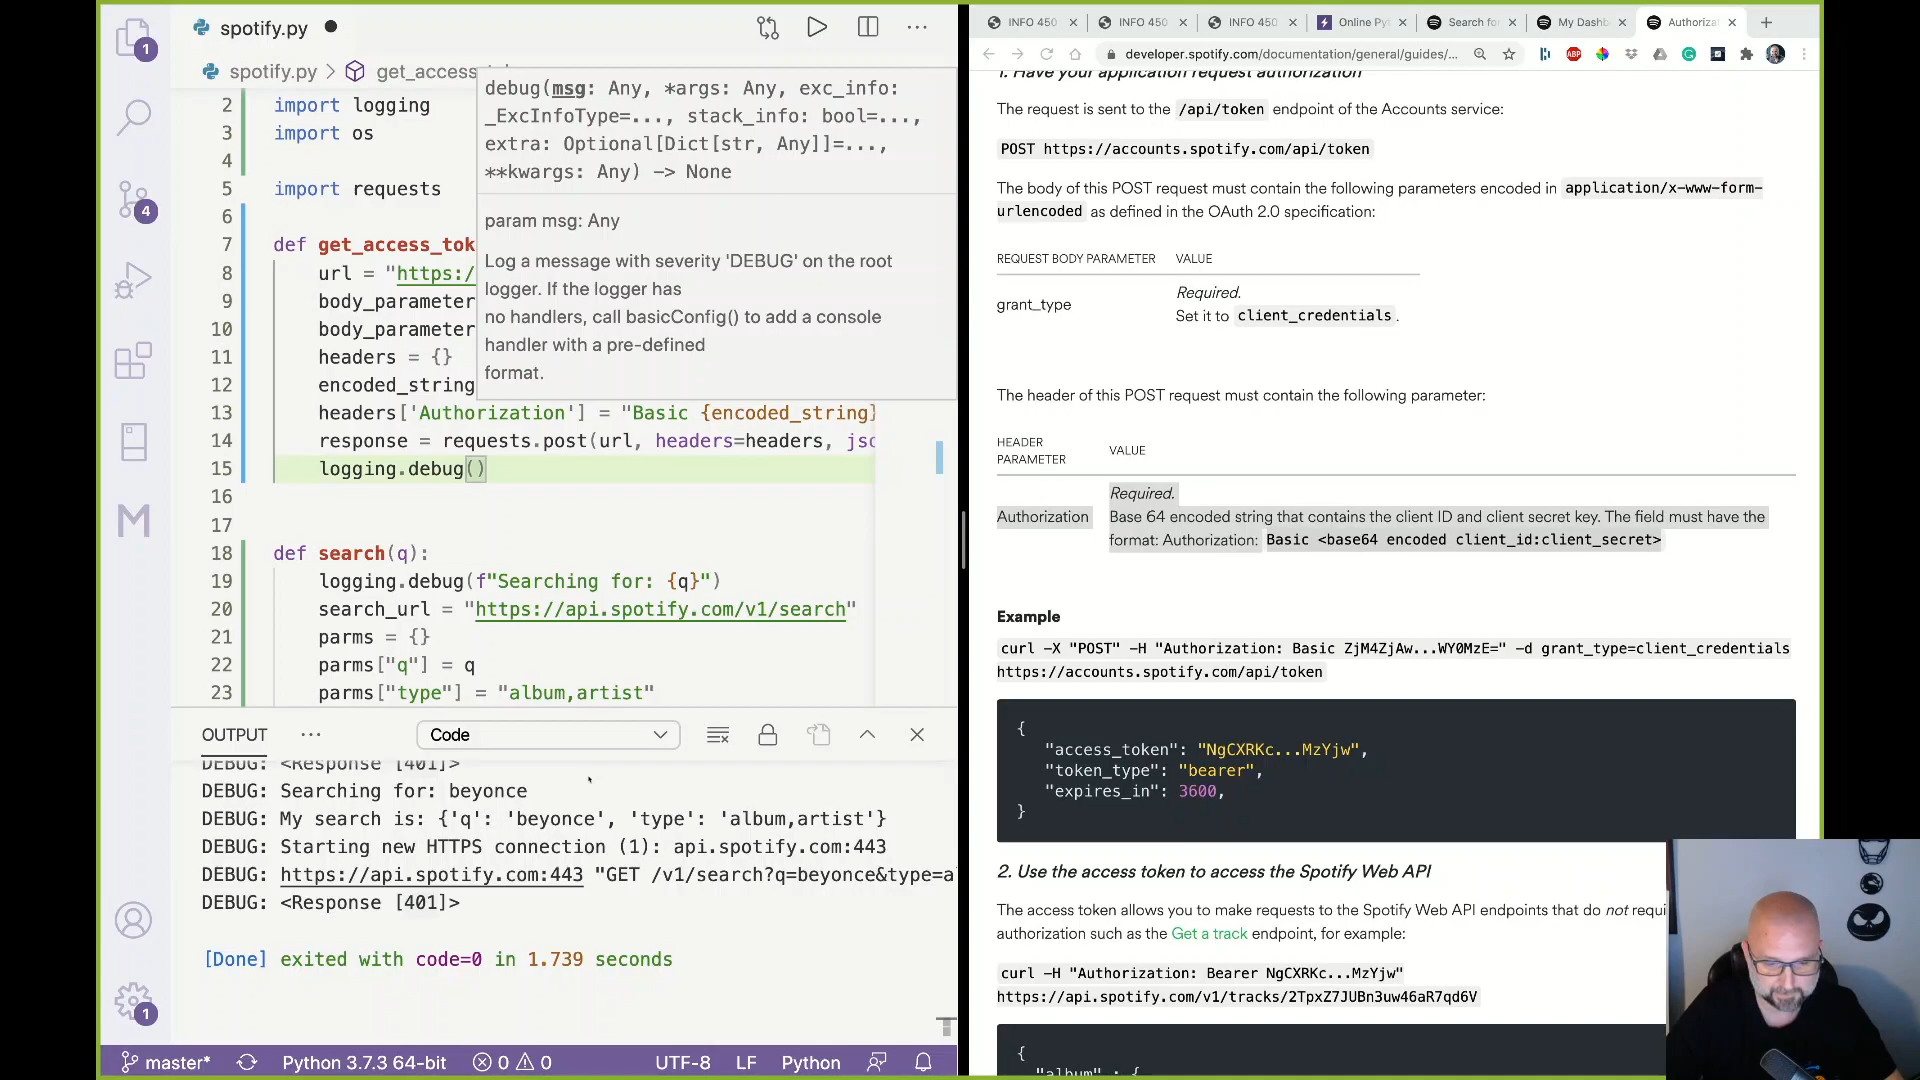 spotify.py
spotify.py > get_access_
2 import logging
3 import os
4
5 import requests
6
7 def get_access_tok
8 url = "https:/
9 body_parameter
10 body_parameter
11 headers = {}
12 encoded_string
13 headers['Authorization'] = "Basic {encoded_string}
14 response = requests.post(url, headers=headers, jsc
15 logging.debug()
16
17
18 def search(q):
19 logging.debug(f"Searching for: {q}")
20 search_url = "https://api.spotify.com/v1/search"
21 parms = {}
22 parms["q"] = q
23 parms["type"] = "album,artist"
debug(msg: Any, *args: Any, exc_info:
_ExcInfoType=..., stack_info: bool=...,
extra: Optional[Dict[str, Any]]=...,
**kwargs: Any) -> None
param msg: Any
Log a message with severity 'DEBUG' on the root
logger. If the logger has
no handlers, call basicConfig() to add a console
handler with a pre-defined
format.
1
4
M
1
OUTPUT ... Code
DEBUG: <Response [401]>
DEBUG: Searching for: beyonce
DEBUG: My search is: {'q': 'beyonce', 'type': 'album,artist'}
DEBUG: Starting new HTTPS connection (1): api.spotify.com:443
DEBUG: https://api.spotify.com:443 "GET /v1/search?q=beyonce&type=a
DEBUG: <Response [401]>
[Done] exited with code=0 in 1.739 seconds
master* Python 3.7.3 64-bit 0 0 UTF-8 LF Python
INFO 450 INFO 450 INFO 450 Online Py Search fo My Dashb Authoriza
developer.spotify.com/documentation/general/guides/...
ABP
1. Have your application request authorization
The request is sent to the /api/token endpoint of the Accounts service:
POST https://accounts.spotify.com/api/token
The body of this POST request must contain the following parameters encoded in application/x-www-form-
urlencoded as defined in the OAuth 2.0 specification:
REQUEST BODY PARAMETER VALUE
grant_type Required.
Set it to client_credentials .
The header of this POST request must contain the following parameter:
HEADER
PARAMETER VALUE
Required.
Authorization Base 64 encoded string that contains the client ID and client secret key. The field must have the
format: Authorization: Basic <base64 encoded client_id:client_secret>
Example
curl -X "POST" -H "Authorization: Basic ZjM4ZjAw...WY0MzE=" -d grant_type=client_credentials
https://accounts.spotify.com/api/token
{
"access_token": "NgCXRKc...MzYjw",
"token_type": "bearer",
"expires_in": 3600,
}
2. Use the access token to access the Spotify Web API
The access token allows you to make requests to the Spotify Web API endpoints that do not requi
authorization such as the Get a track endpoint, for example:
curl -H "Authorization: Bearer NgCXRKc...MzYjw"
https://api.spotify.com/v1/tracks/2TpxZ7JUBn3uw46aR7qd6V
{
"album" : {